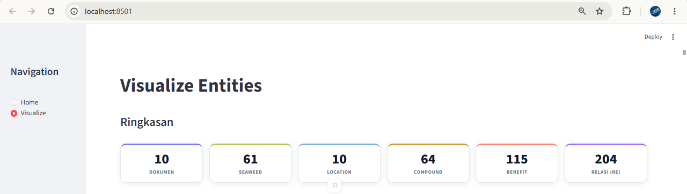 localhost:8501
Deploy
Navigation
Home
Visualize
Visualize Entities
Ringkasan
10 61 10 64 115 204
DOKUMEN SEAWEED LOCATION COMPOUND BENEFIT RELASI (RE)